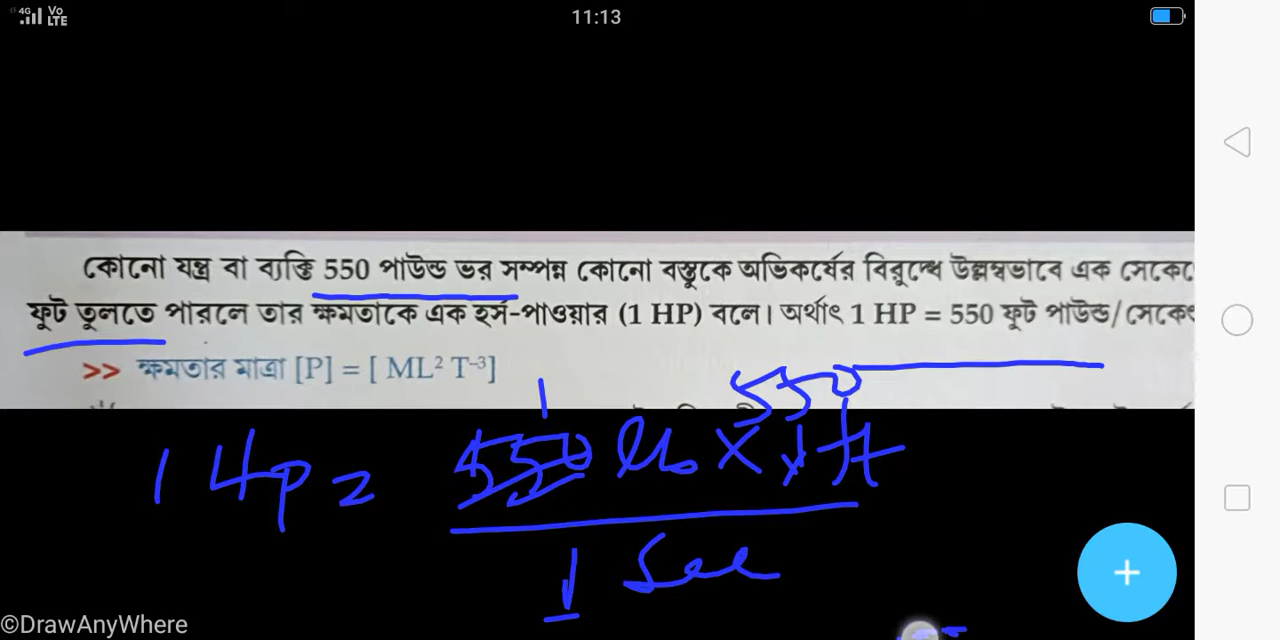 4G Vo LTE 11:13
কোনো যন্ত্র বা ব্যক্তি 550 পাউন্ড ভর সম্পন্ন কোনো বস্তুকে অভিকর্ষের বিরুদ্ধে উল্লম্বভাবে এক সেকে
ফুট তুলতে পারলে তার ক্ষমতাকে এক হর্স-পাওয়ার (1 HP) বলে। অর্থাৎ 1 HP = 550 ফুট পাউন্ড/সেকে
>> ক্ষমতার মাত্রা [P] = [ ML² T⁻³]
1 550
1 Hp = 550 lb × 1 ft
1 Sec
©DrawAnyWhere